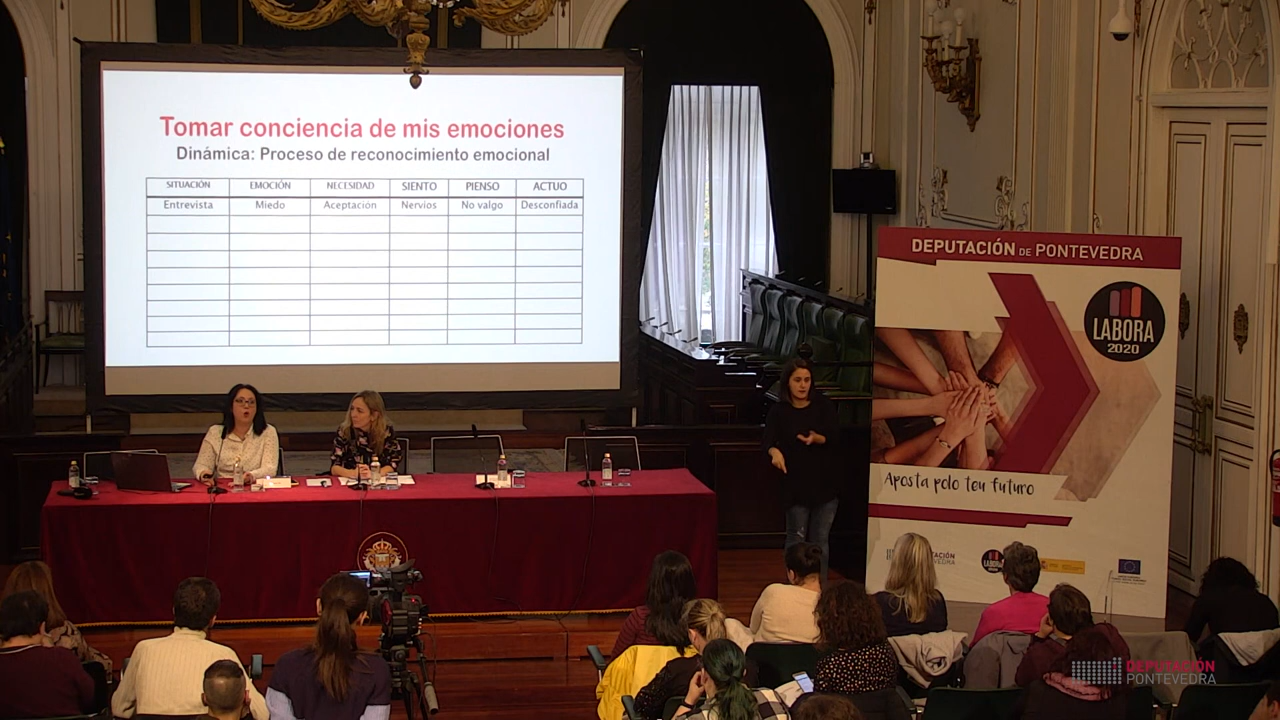 Tomar conciencia de mis emociones
Dinámica: Proceso de reconocimiento emocional
SITUACIÓN EMOCIÓN NECESIDAD SIENTO PIENSO ACTUO
Entrevista Miedo Aceptación Nervios No valgo Desconfiada
DEPUTACIÓN DE PONTEVEDRA
LABORA
2020
Aposta polo teu futuro
LABORA
DEPUTACIÓN
PONTEVEDRA